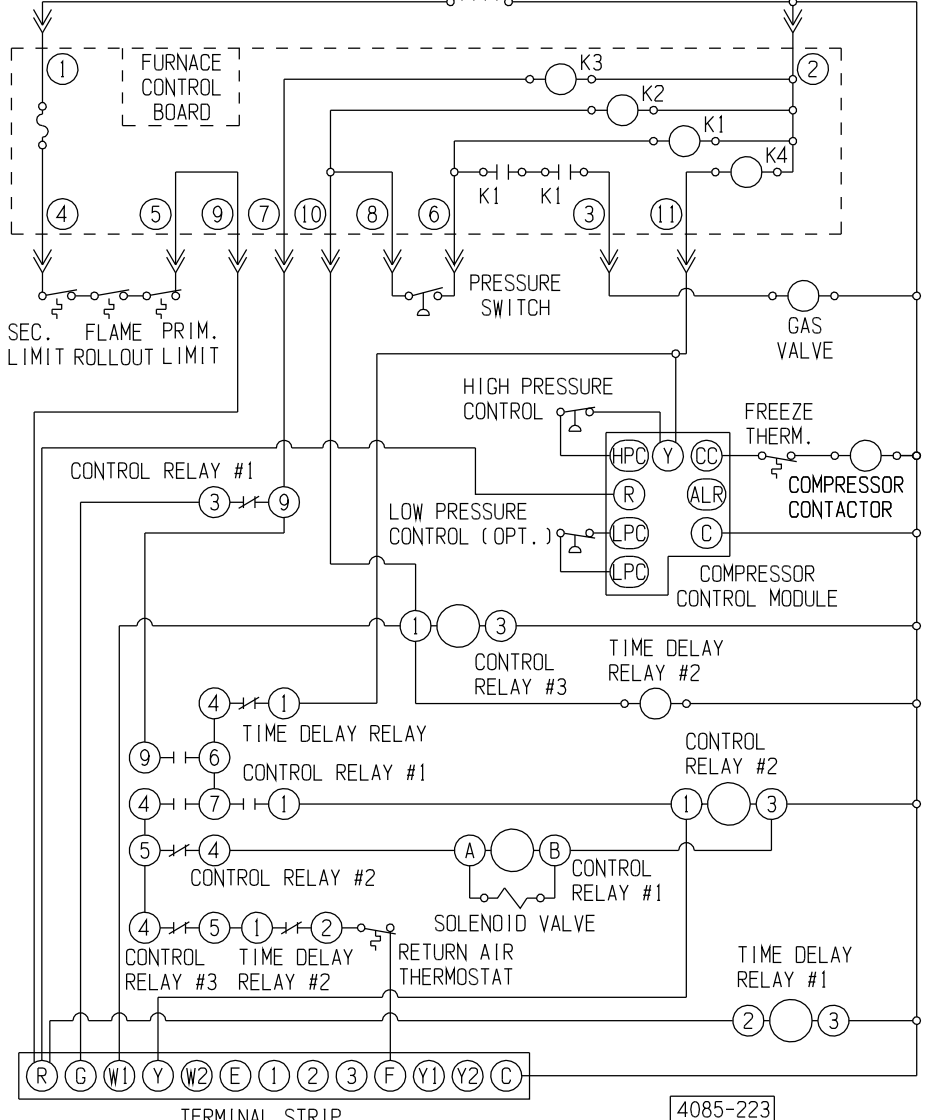 1
FURNACE
CONTROL
BOARD
K3
2
K2
K1
K4
K1 K1
4 5 9 7 10 8 6 3 11
PRESSURE
SWITCH
SEC. FLAME PRIM.
LIMIT ROLLOUT LIMIT
GAS
VALVE
HIGH PRESSURE
CONTROL
FREEZE
THERM.
HPC Y CC
CONTROL RELAY #1
COMPRESSOR
CONTACTOR
3 9
R ALR
LOW PRESSURE
CONTROL (OPT.)
LPC C
LPC
COMPRESSOR
CONTROL MODULE
1 3
CONTROL
RELAY #3
TIME DELAY
RELAY #2
4 1
TIME DELAY RELAY
9 6
CONTROL RELAY #1
CONTROL
RELAY #2
4 7 1 1 3
5 4 A B
CONTROL RELAY #2
CONTROL
RELAY #1
SOLENOID VALVE
4 5 1 2
CONTROL
RELAY #3
TIME DELAY
RELAY #2
RETURN AIR
THERMOSTAT
TIME DELAY
RELAY #1
2 3
R G W1 Y W2 E 1 2 3 F Y1 Y2 C
TERMINAL STRIP
4085-223